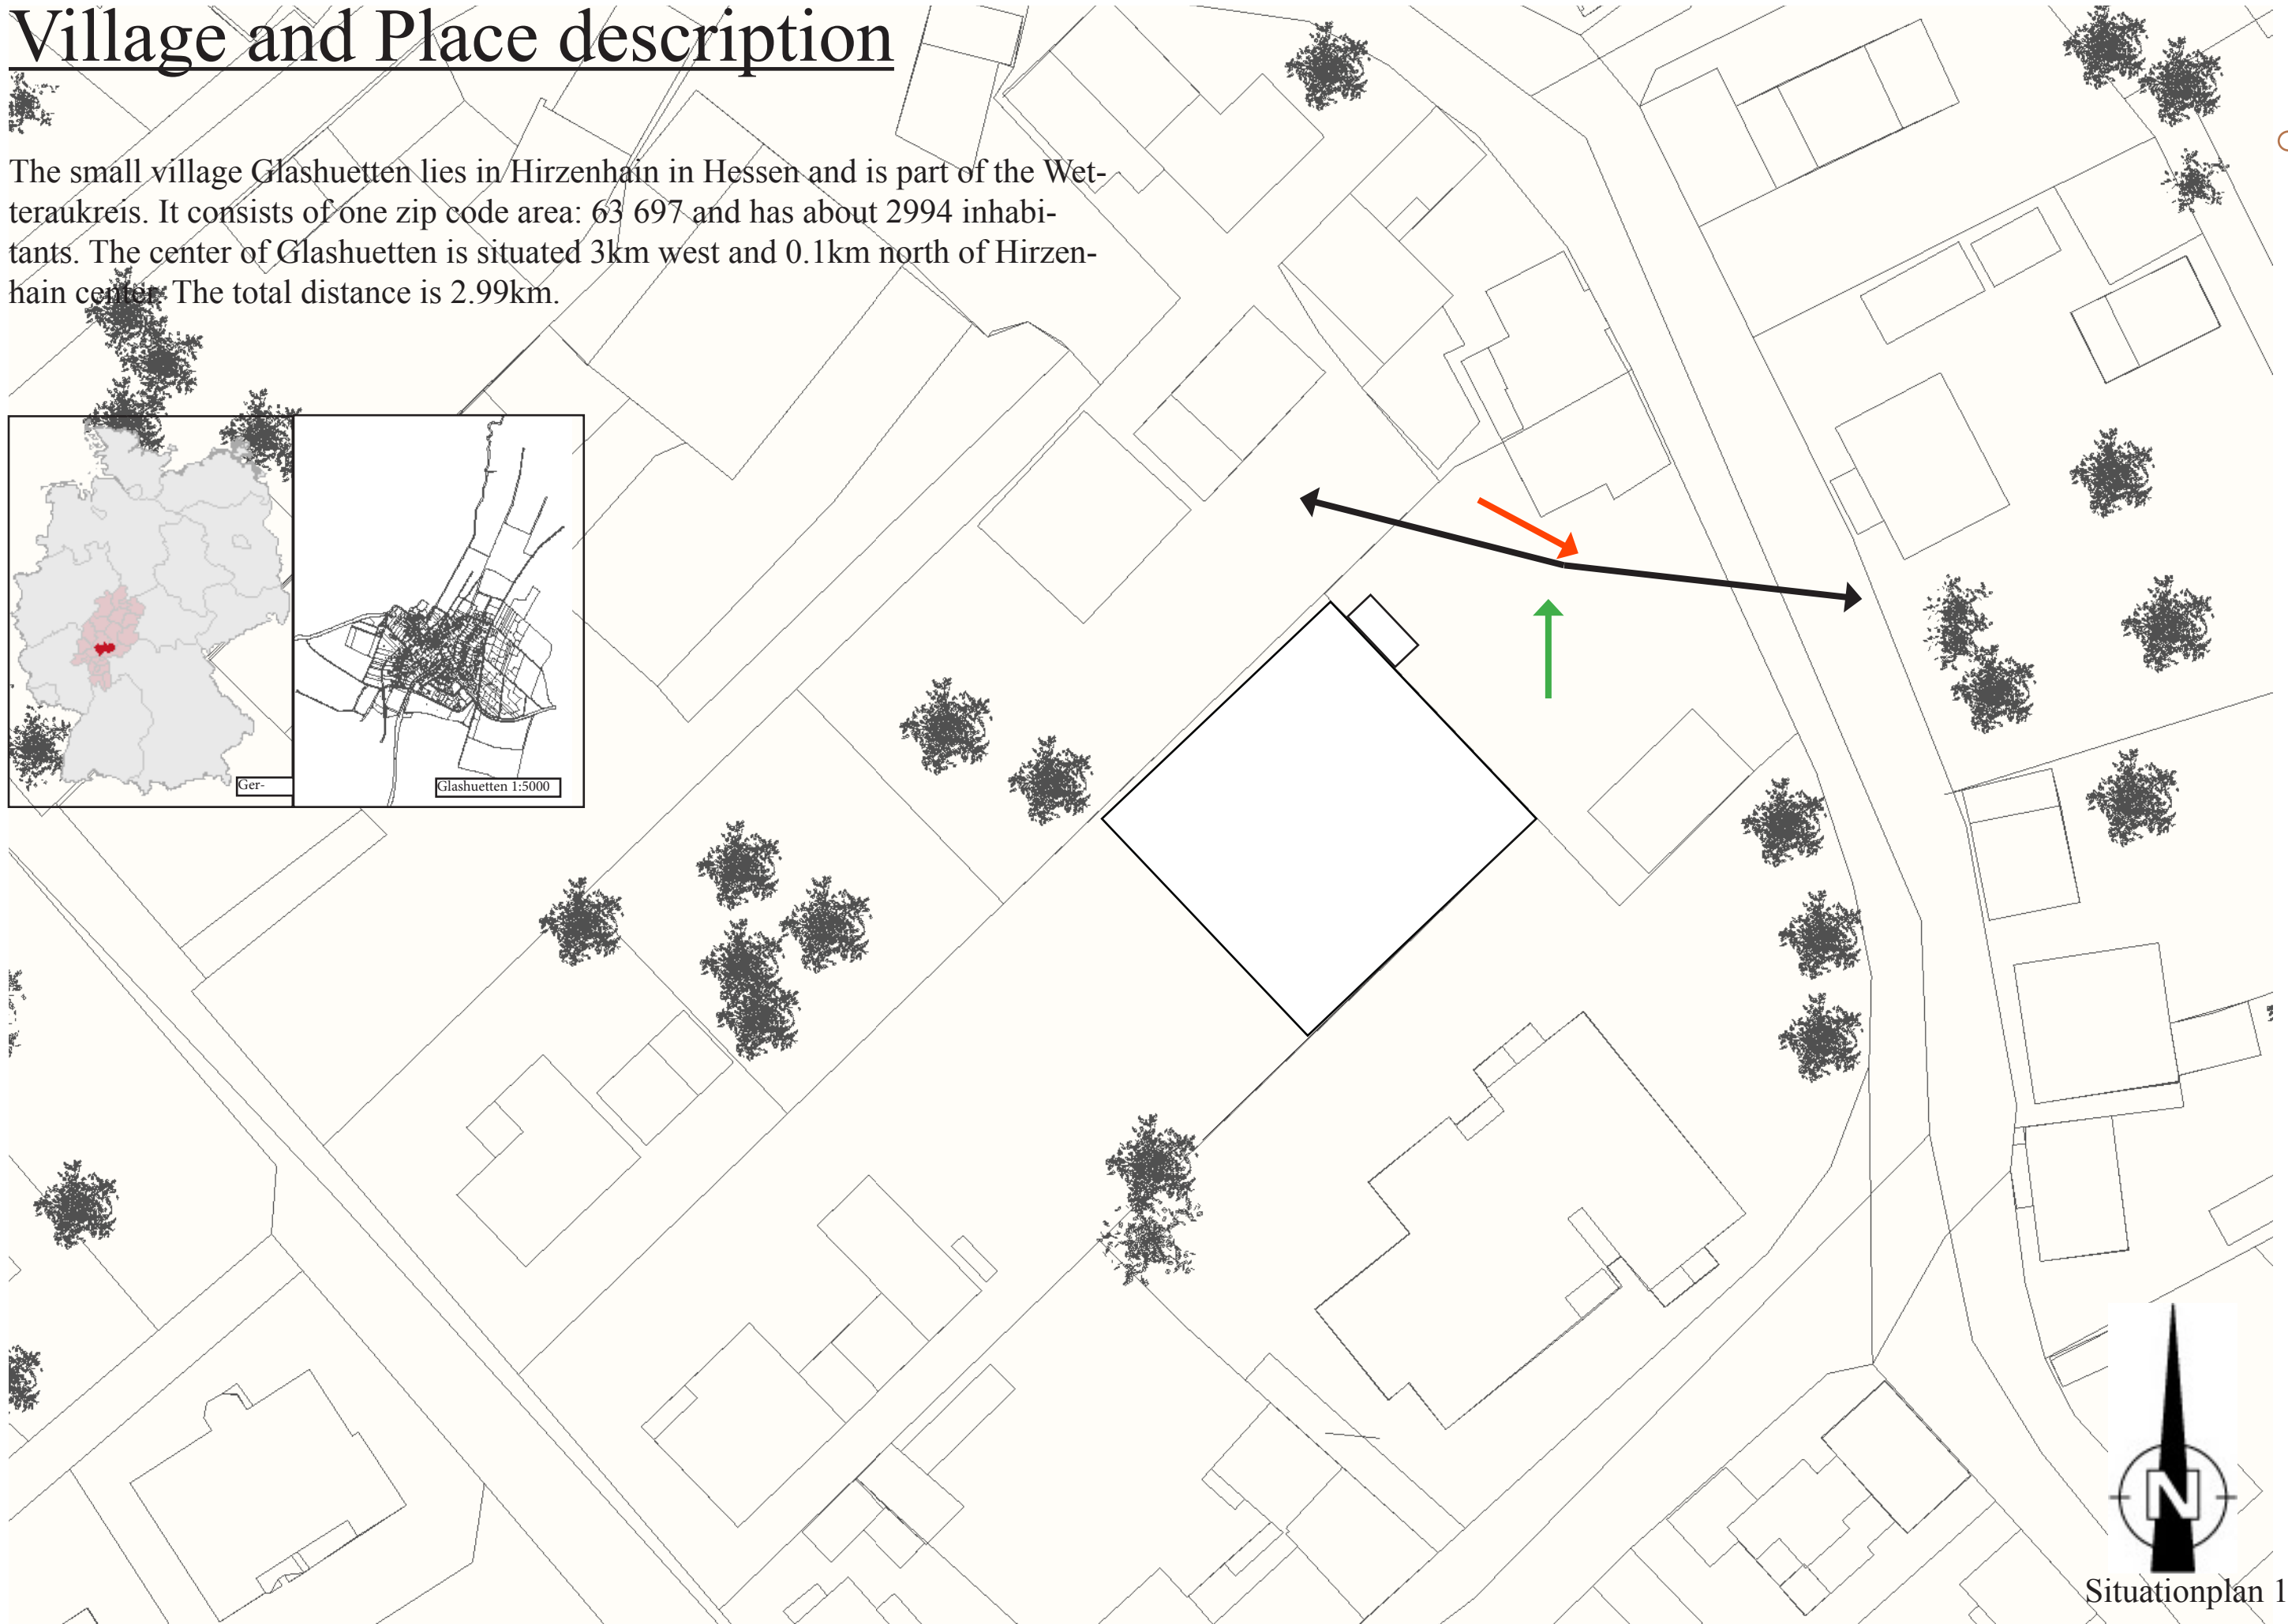 Village and Place description
The small village Glashuetten lies in Hirzenhain in Hessen and is part of the Wet-
teraukreis. It consists of one zip code area: 63 697 and has about 2994 inhabi-
tants. The center of Glashuetten is situated 3km west and 0.1km north of Hirzen-
hain center. The total distance is 2.99km.
Ger-
Glashuetten 1:5000
N
Situationplan 1